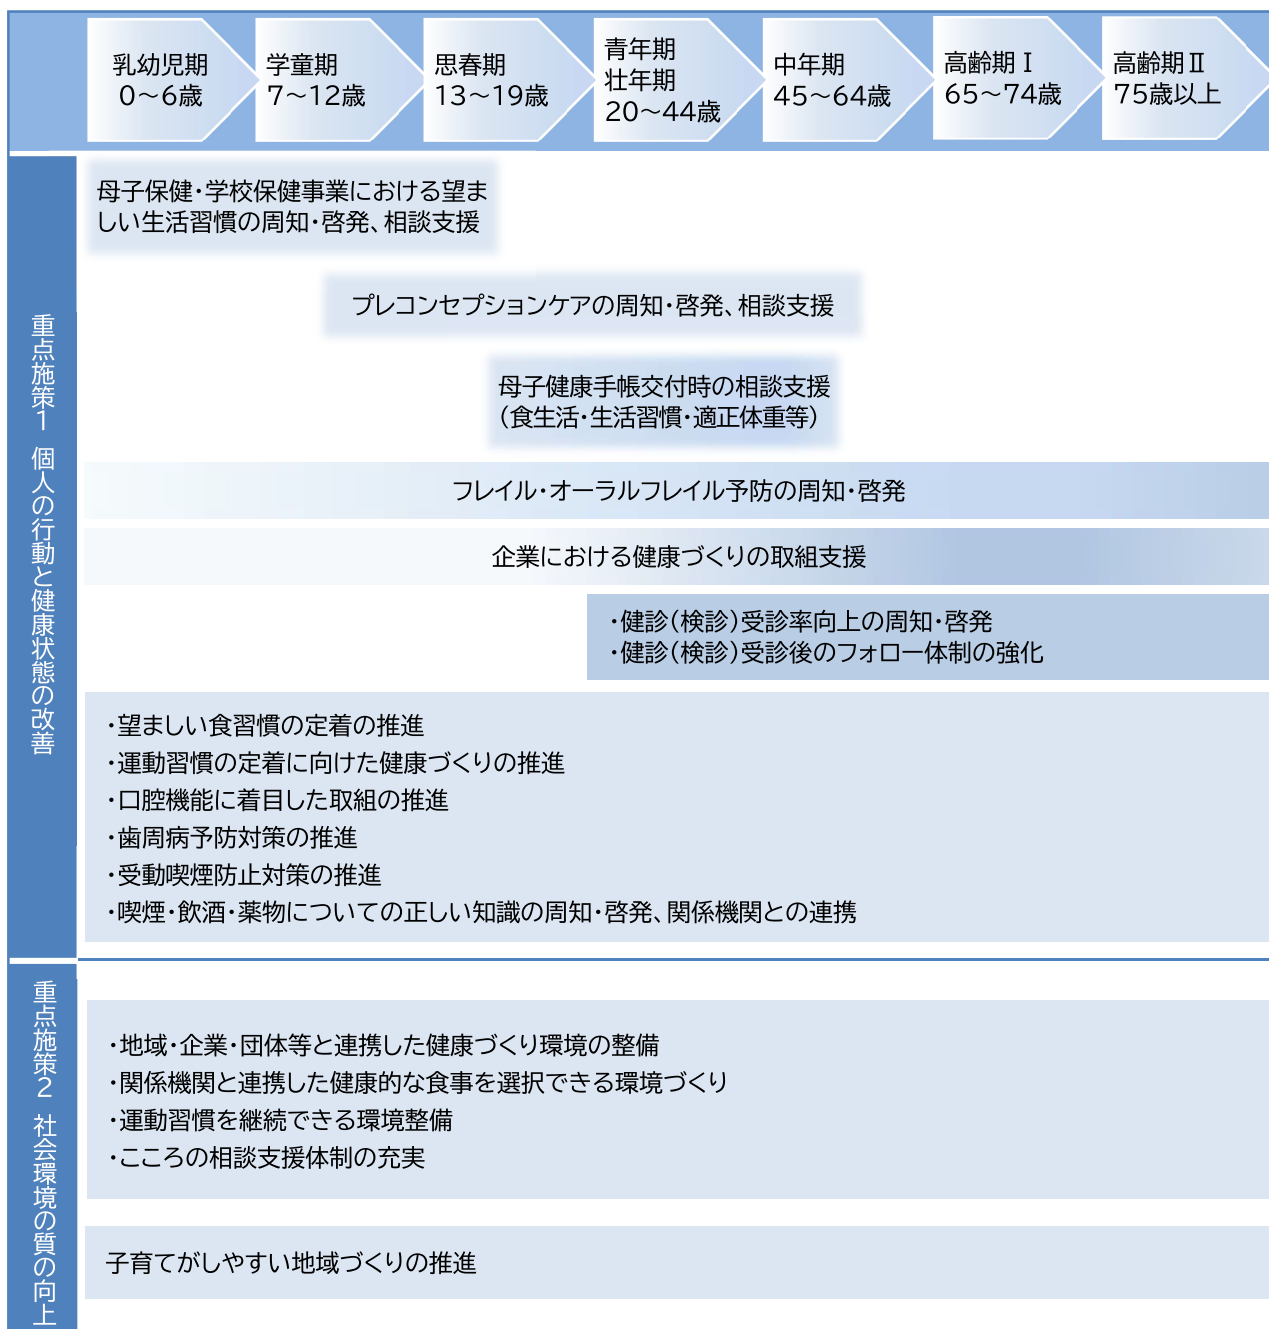 乳幼児期
0～6歳
学童期
7～12歳
思春期
13～19歳
青年期
壮年期
20～44歳
中年期
45～64歳
高齢期Ⅰ
65～74歳
高齢期Ⅱ
75歳以上
重点施策1 個人の行動と健康状態の改善
母子保健・学校保健事業における望ま
しい生活習慣の周知・啓発、相談支援
プレコンセプションケアの周知・啓発、相談支援
母子健康手帳交付時の相談支援
（食生活・生活習慣・適正体重等）
フレイル・オーラルフレイル予防の周知・啓発
企業における健康づくりの取組支援
・健診（検診）受診率向上の周知・啓発
・健診（検診）受診後のフォロー体制の強化
・望ましい食習慣の定着の推進
・運動習慣の定着に向けた健康づくりの推進
・口腔機能に着目した取組の推進
・歯周病予防対策の推進
・受動喫煙防止対策の推進
・喫煙・飲酒・薬物についての正しい知識の周知・啓発、関係機関との連携
重点施策2 社会環境の質の向上
・地域・企業・団体等と連携した健康づくり環境の整備
・関係機関と連携した健康的な食事を選択できる環境づくり
・運動習慣を継続できる環境整備
・こころの相談支援体制の充実
子育てがしやすい地域づくりの推進